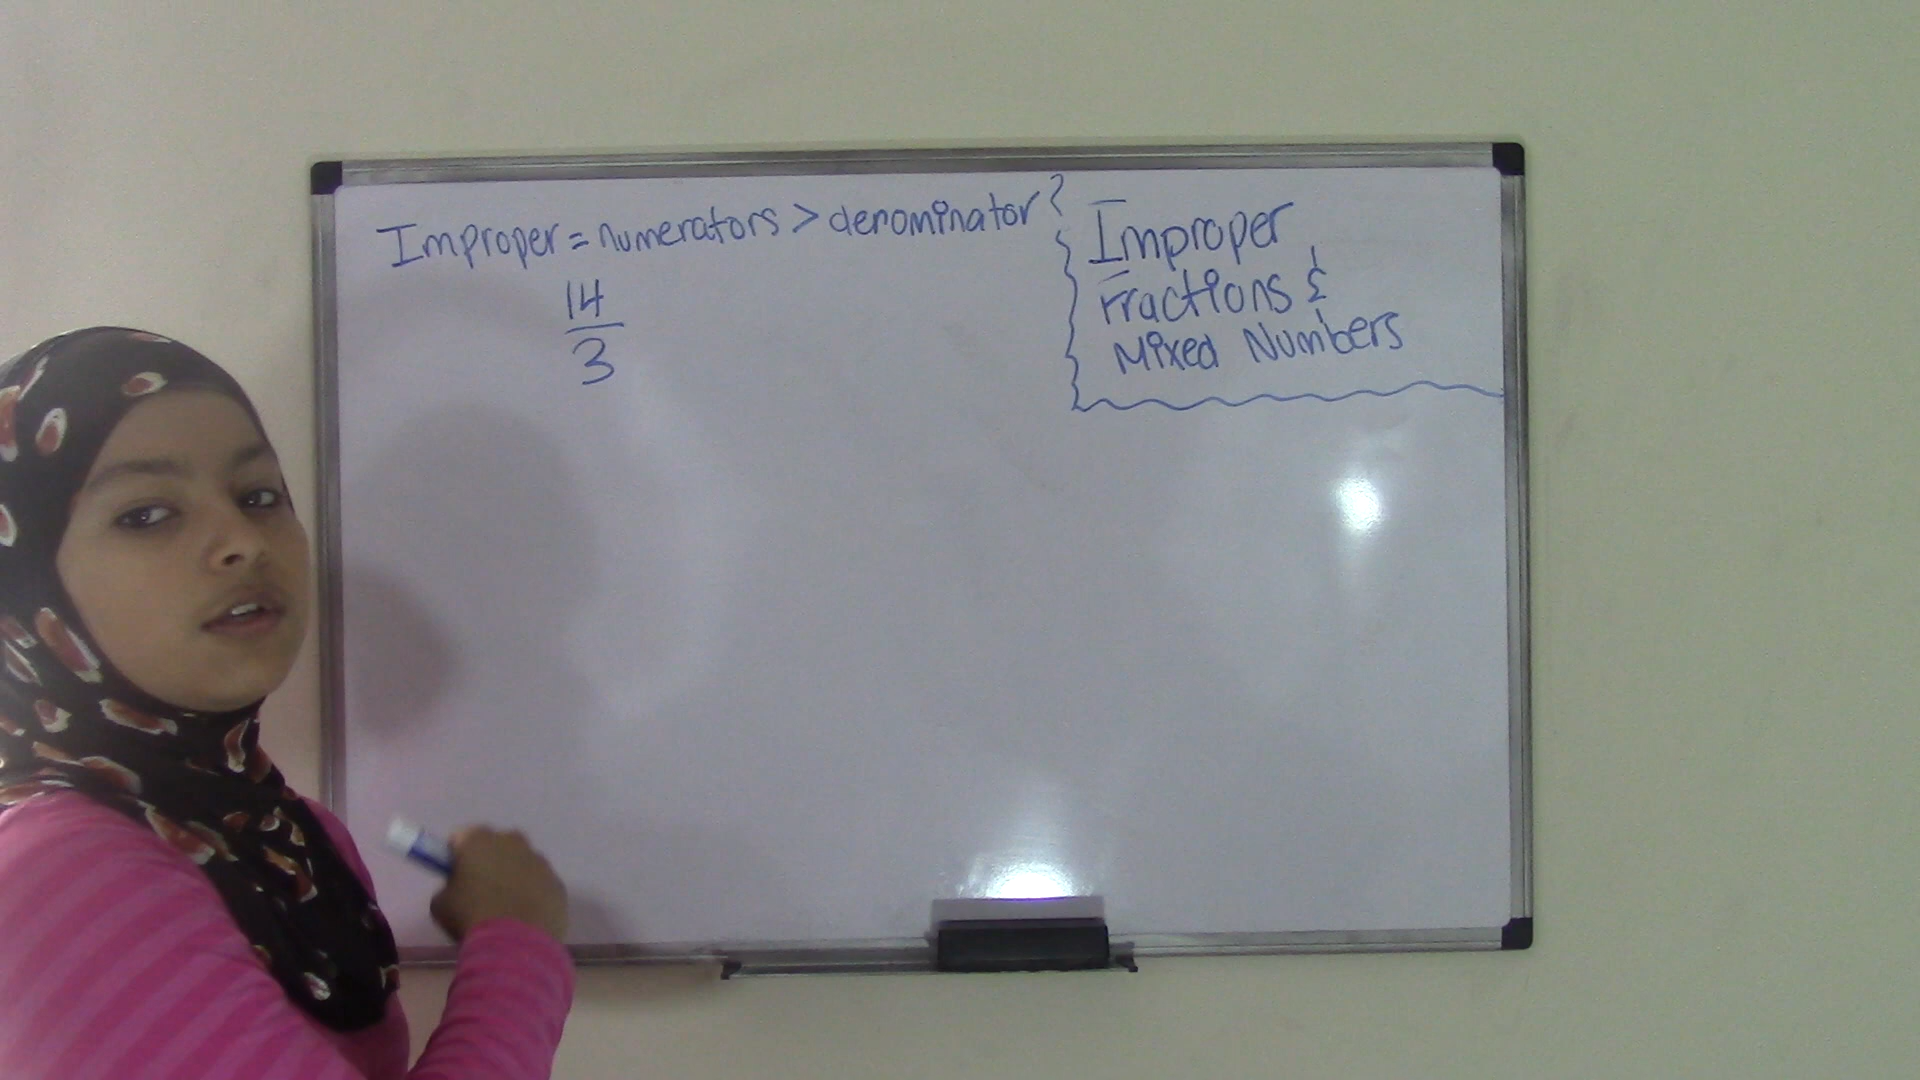 Improper = numerators > denominator
14
3
Improper
Fractions &
Mixed Numbers